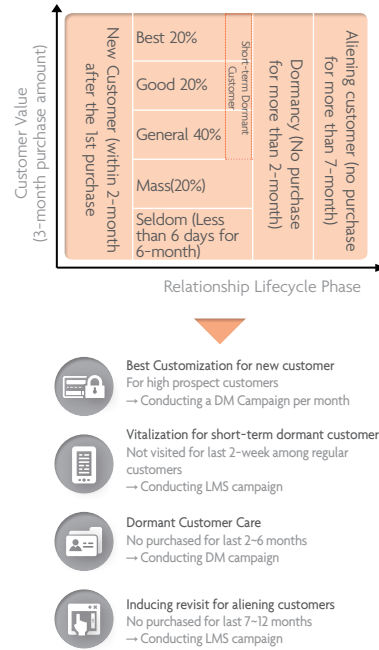 Customer Value
(3-month purchase amount)
New Customer (within 2-month
after the 1st purchase
Best 20%
Good 20%
General 40%
Mass(20%)
Seldom (Less
than 6 days for
6-month)
Short-term Dormant
Customer
Dormancy (No purchase
for more than 2-month)
Aliening customer (no purchase
for more than 7-month)
Relationship Lifecycle Phase
Best Customization for new customer
For high prospect customers
→ Conducting a DM Campaign per month
Vitalization for short-term dormant customer
Not visited for last 2-week among regular
customers
→ Conducting LMS campaign
Dormant Customer Care
No purchased for last 2~6 months
→ Conducting DM campaign
Inducing revisit for aliening customers
No purchased for last 7~12 months
→ Conducting LMS campaign